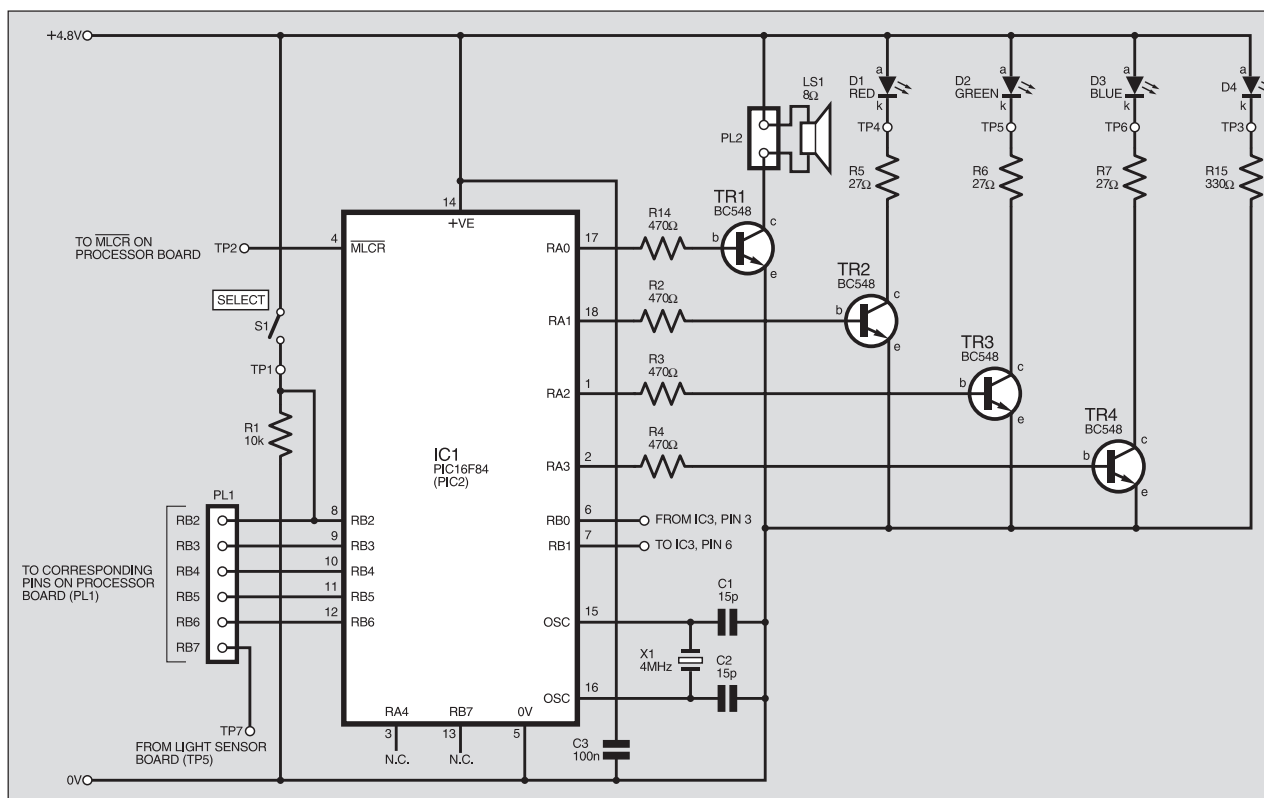 +4.8V
LS1
8Ω
PL2
a
D1
RED
k
TP4
R5
27Ω
a
D2
GREEN
k
TP5
R6
27Ω
a
D3
BLUE
k
TP6
R7
27Ω
a
D4
k
TP3
R15
330Ω
14
+VE
TO MLCR ON
PROCESSOR BOARD
TP2
4
MLCR
RA0
17
R14
470Ω
TR1
BC548
b
c
e
SELECT
S1
TP1
R1
10k
RA1
18
R2
470Ω
TR2
BC548
b
c
e
RA2
1
R3
470Ω
TR3
BC548
b
c
e
RA3
2
R4
470Ω
TR4
BC548
b
c
e
IC1
PIC16F84
(PIC2)
PL1
TO CORRESPONDING
PINS ON PROCESSOR
BOARD (PL1)
RB2
8
RB2
RB3
9
RB3
RB4
10
RB4
RB5
11
RB5
RB6
12
RB6
RB7
RB0
6
FROM IC3, PIN 3
RB1
7
TO IC3, PIN 6
OSC
15
C1
15p
X1
4MHz
C2
15p
OSC
16
TP7
FROM LIGHT SENSOR
BOARD (TP5)
RA4
3
N.C.
RB7
13
N.C.
0V
5
C3
100n
0V